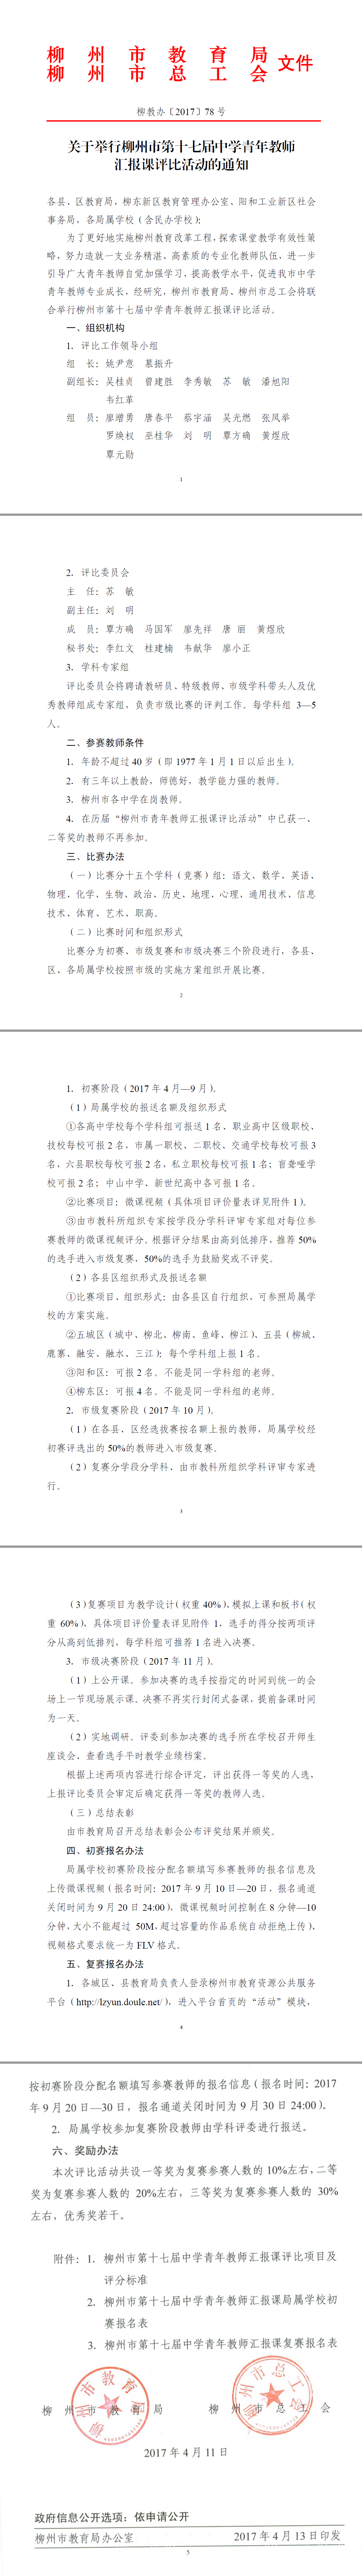 柳州市教育局
柳州市总工会
文件
柳教办〔2017〕78号
关于举行柳州市第十七届中学青年教师
汇报课评比活动的通知
各县、区教育局，柳东新区教育管理办公室、阳和工业新区社会
事务局，各局属学校（含民办学校）：
为了更好地实施柳州教育改革工程，探索课堂教学有效性策
略，努力造就一支业务精湛、高素质的专业化教师队伍，进一步
引导广大青年教师自觉加强学习，提高教学水平，促进我市中学
青年教师专业成长，经研究，柳州市教育局、柳州市总工会将联
合举行柳州市第十七届中学青年教师汇报课评比活动。
一、组织机构
1．评比工作领导小组
组　长：姚尹意　慕振升
副组长：吴桂贞　曾建胜　李秀敏　苏　敏　潘旭阳
韦红革
组　员：廖增勇　唐春平　蔡宇涵　吴光燃　张凤举
罗焕权　巫桂华　刘　明　覃方确　黄煜欣
覃元勋
1
2．评比委员会
主　任：苏　敏
副主任：刘　明
成　员：覃方确　马国军　廖先祥　唐 丽　黄煜欣
秘书处：李红文　桂建楠　韦献华　廖小正
3．学科专家组
评比委员会将聘请教研员、特级教师、市级学科带头人及优
秀教师组成专家组，负责市级比赛的评判工作。每学科组 3—5
人。
二、参赛教师条件
1．年龄不超过 40 岁（即 1977 年 1 月 1 日以后出生）。
2．有三年以上教龄，师德好，教学能力强的教师。
3．柳州市各中学在岗教师。
4．在历届“柳州市青年教师汇报课评比活动”中已获一、
二等奖的教师不再参加。
三、比赛办法
（一）比赛分十五个学科（竞赛）组：语文、数学、英语、
物理、化学、生物、政治、历史、地理、心理、通用技术、信息
技术、体育、艺术、职高。
（二）比赛时间和组织形式
比赛分为初赛、市级复赛和市级决赛三个阶段进行，各县、
区、各局属学校按照市级的实施方案组织开展比赛。
2
1．初赛阶段（2017 年 4 月—9 月）。
（1）局属学校的报送名额及组织形式
①各高中学校每个学科组可报送 1 名，职业高中区级职校、
技校每校可报 2 名，市属一职校、二职校、交通学校每校可报 3
名，六县职校每校可报 2 名，私立职校每校可报 1 名；盲聋哑学
校可报 2 名；中山中学、新世纪高中各可报 1 名。
②比赛项目：微课视频（具体项目评价量表详见附件 1）。
③由市教科所组织专家按学段分学科评审专家组对每位参
赛教师的微课视频评分。根据评分结果由高到低排序，推荐 50%
的选手进入市级复赛，50%的选手为鼓励奖或不评奖。
（2）各县区组织形式及报送名额
①比赛项目、组织形式：由各县区自行组织，可参照局属学
校的方案实施。
②五城区（城中、柳北、柳南、鱼峰、柳江）、五县（柳城、
鹿寨、融安、融水、三江）：每个学科组上报 1 名。
③阳和区：可报 2 名。不能是同一学科组的老师。
④柳东区：可报 4 名。不能是同一学科组的老师。
2．市级复赛阶段（2017 年 10 月）。
（1）在各县、区经选拔赛按名额上报的教师，局属学校经
初赛评选出的 50%的教师进入市级复赛。
（2）复赛分学段分学科、由市教科所组织学科评审专家进
行。
3
（3）复赛项目为教学设计（权重 40%）、模拟上课和板书（权
重 60%），具体项目评价量表详见附件 1，选手的得分按两项评
分从高到低排列，每学科组可推荐 1 名进入决赛。
3．市级决赛阶段（2017 年 11 月）。
（1）上公开课。参加决赛的选手按指定的时间到统一的会
场上一节现场展示课。决赛不再实行封闭式备课，提前备课时间
为一天。
（2）实地调研。评委到参加决赛的选手所在学校召开师生
座谈会、查看选手平时教学业绩档案。
根据上述两项内容进行综合评定，评出获得一等奖的人选，
上报评比委员会审定后确定获得一等奖的教师人选。
（三）总结表彰
由市教育局召开总结表彰会公布评奖结果并颁奖。
四、初赛报名办法
局属学校初赛阶段按分配名额填写参赛教师的报名信息及
上传微课视频（报名时间：2017 年 9 月 10 日—20 日，报名通道
关闭时间为 9 月 20 日 24:00），微课视频时间控制在 8 分钟—10
分钟，大小不能超过 50M，超过容量的作品系统自动拒绝上传），
视频格式要求统一为 FLV 格式。
五、复赛报名办法
1．各城区、县教育局负责人登录柳州市教育资源公共服务
平台（http://lzyun.doule.net/），进入平台首页的“活动”模块，
4
按初赛阶段分配名额填写参赛教师的报名信息（报名时间：2017
年 9 月 20 日—30 日，报名通道关闭时间为 9 月 30 日 24:00）。
2．局属学校参加复赛阶段教师由学科评委进行报送。
六、奖励办法
本次评比活动共设一等奖为复赛参赛人数的 10%左右，二等
奖为复赛参赛人数的 20%左右，三等奖为复赛参赛人数的 30%
左右，优秀奖若干。
附件：1．柳州市第十七届中学青年教师汇报课评比项目及
评分标准
2．柳州市第十七届中学青年教师汇报课局属学校初
赛报名表
3．柳州市第十七届中学青年教师汇报课复赛报名表
柳州市教育局　柳州市总工会
2017 年 4 月 11 日
政府信息公开选项：依申请公开
柳州市教育局办公室　2017 年 4 月 13 日印发
5